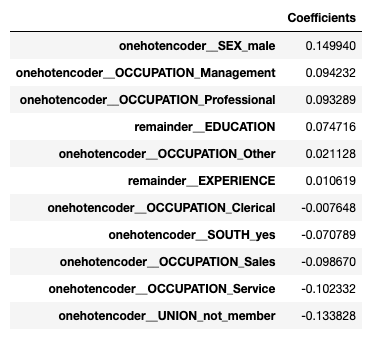 Coefficients
onehotencoder__SEX_male 0.149940
onehotencoder__OCCUPATION_Management 0.094232
onehotencoder__OCCUPATION_Professional 0.093289
remainder__EDUCATION 0.074716
onehotencoder__OCCUPATION_Other 0.021128
remainder__EXPERIENCE 0.010619
onehotencoder__OCCUPATION_Clerical -0.007648
onehotencoder__SOUTH_yes -0.070789
onehotencoder__OCCUPATION_Sales -0.098670
onehotencoder__OCCUPATION_Service -0.102332
onehotencoder__UNION_not_member -0.133828